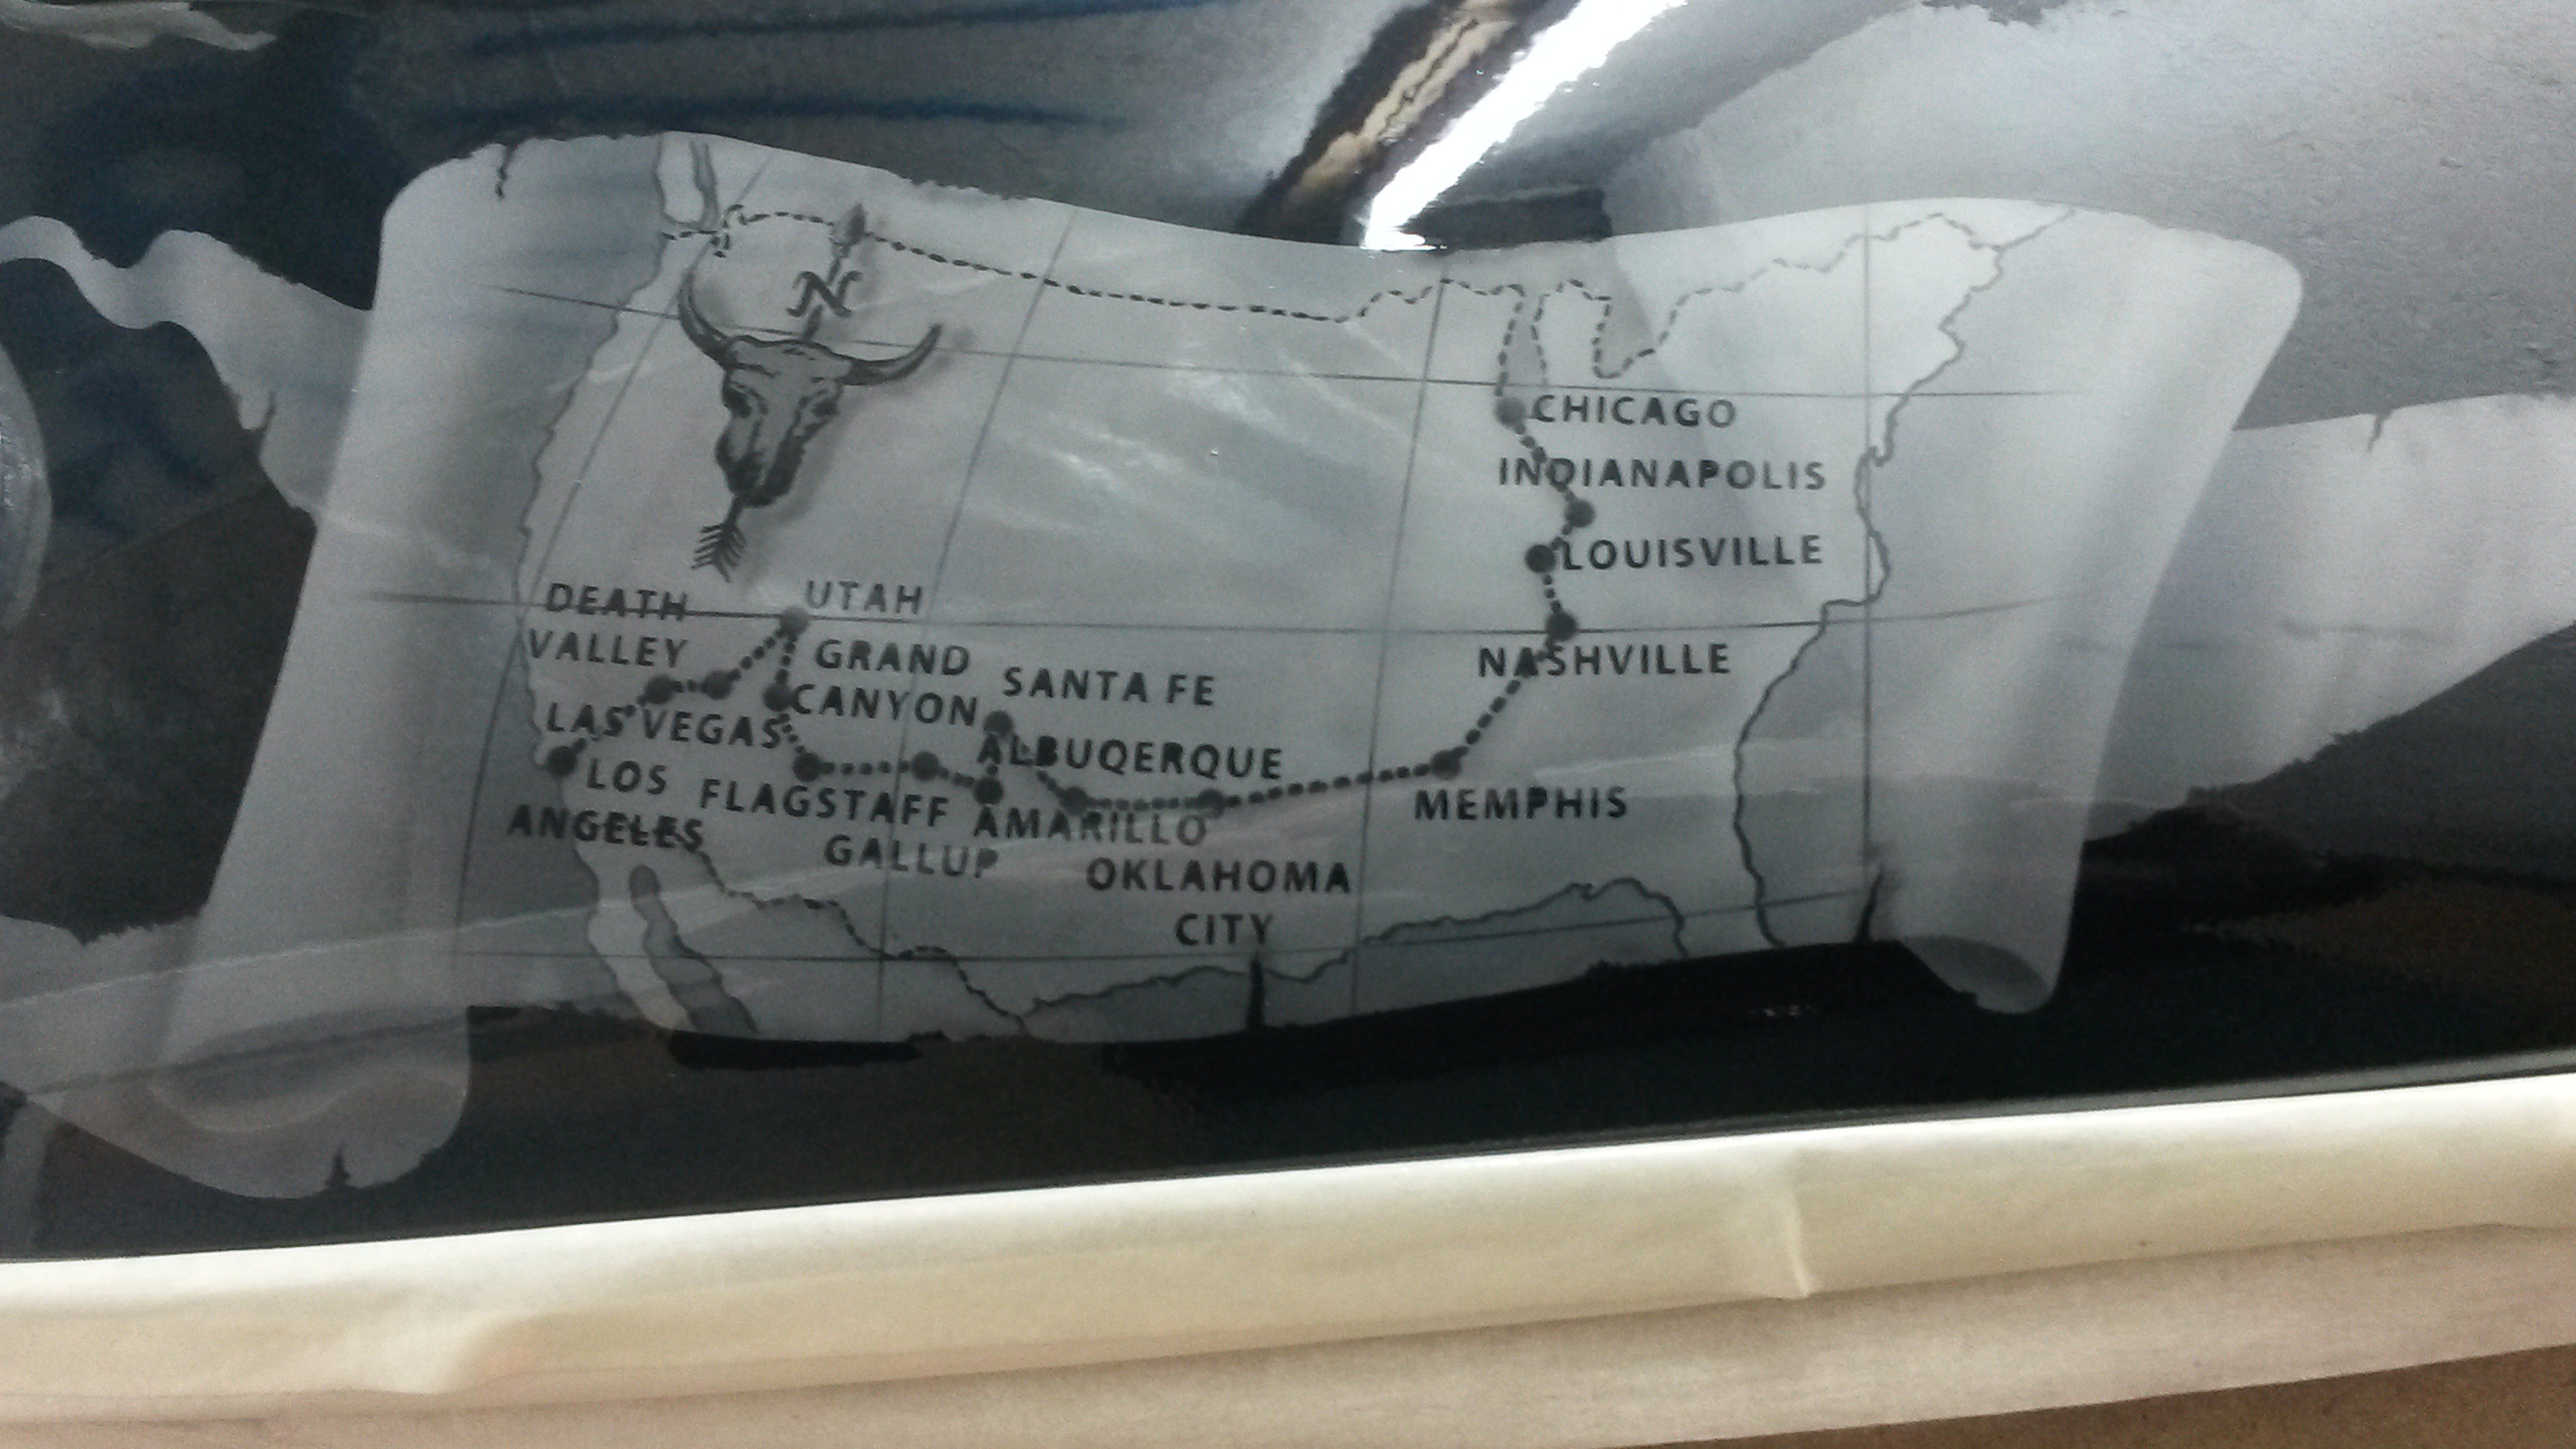 N
CHICAGO
INDIANAPOLIS
LOUISVILLE
NASHVILLE
MEMPHIS
OKLAHOMA
CITY
AMARILLO
SANTA FE
ALBUQERQUE
GALLUP
FLAGSTAFF
GRAND
CANYON
UTAH
LAS VEGAS
DEATH
VALLEY
LOS
ANGELES